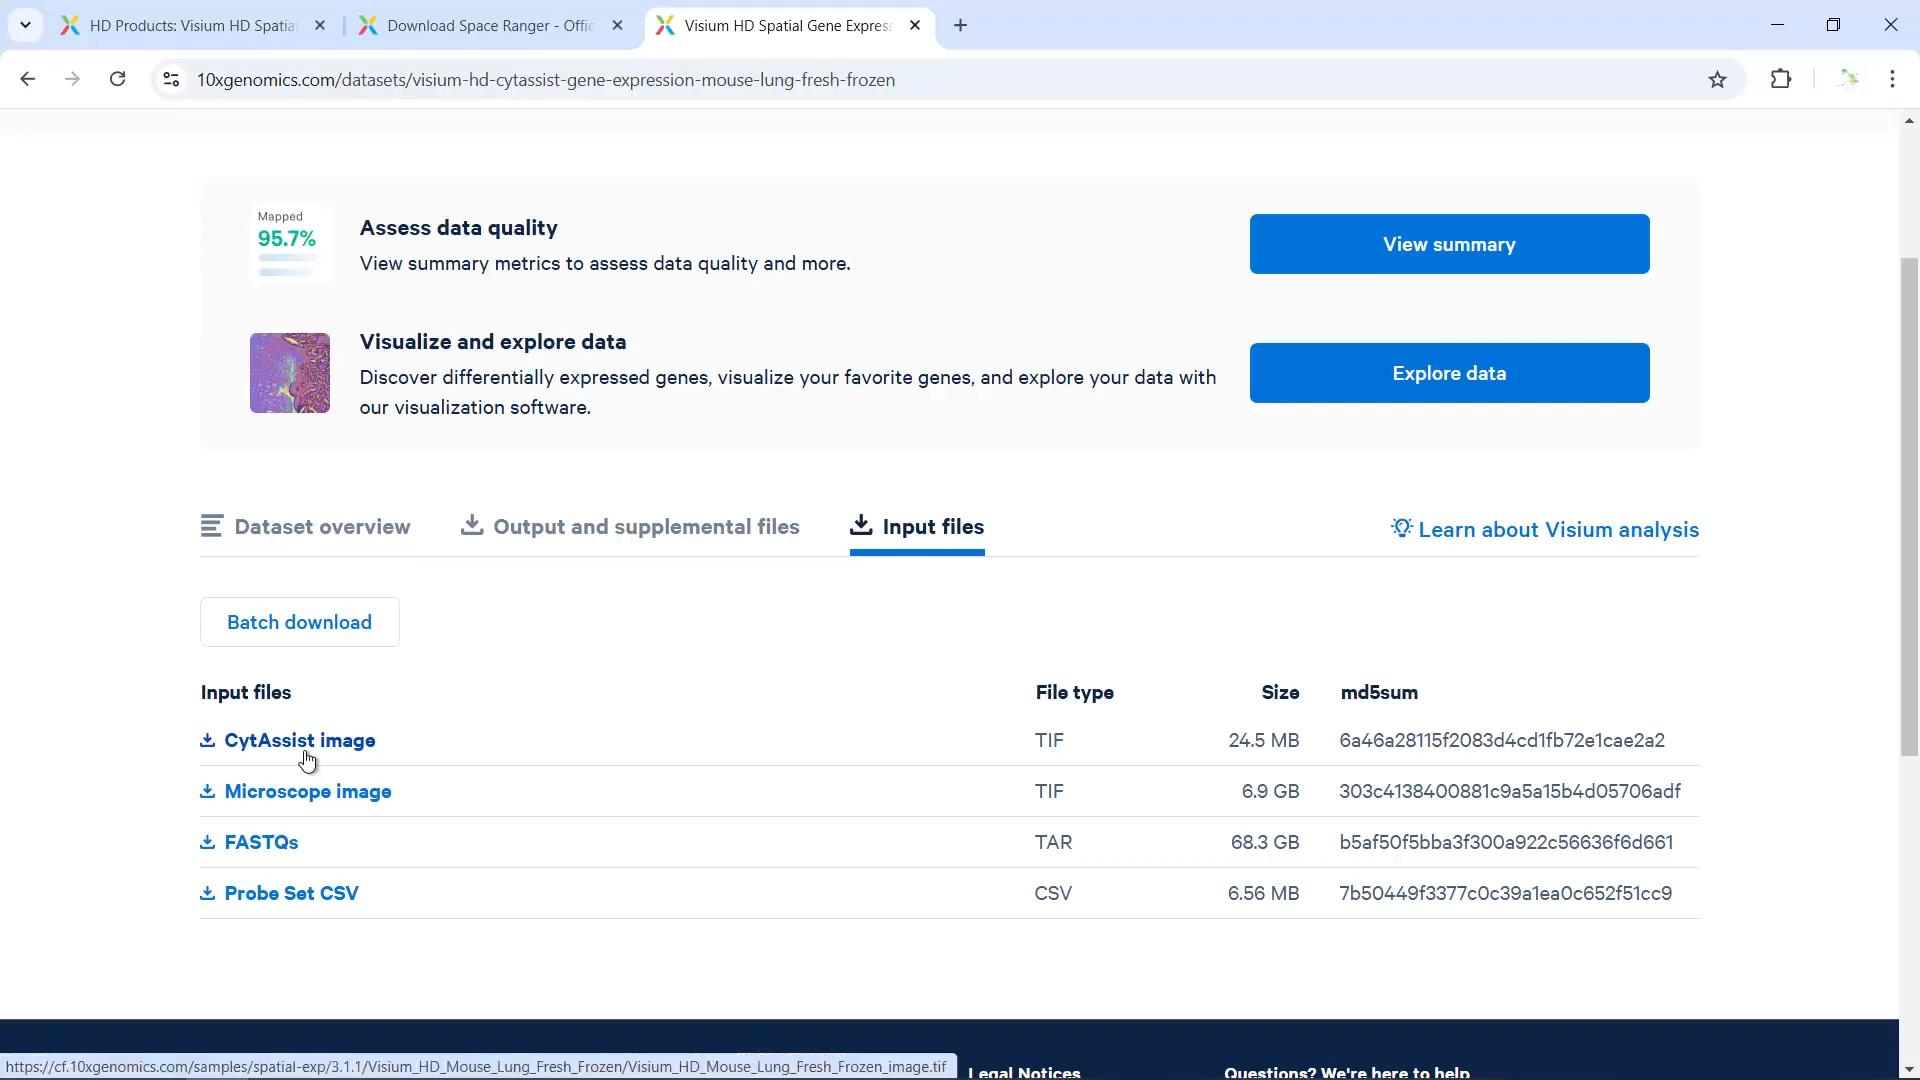 HD Products: Visium HD Spatia
Download Space Ranger - Offic
Visium HD Spatial Gene Express
10xgenomics.com/datasets/visium-hd-cytassist-gene-expression-mouse-lung-fresh-frozen
Mapped
95.7%
Assess data quality
View summary metrics to assess data quality and more.
View summary
Visualize and explore data
Discover differentially expressed genes, visualize your favorite genes, and explore your data with
our visualization software.
Explore data
Dataset overview
Output and supplemental files
Input files
Learn about Visium analysis
Batch download
Input files File type Size md5sum
CytAssist image TIF 24.5 MB 6a46a28115f2083d4cd1fb72e1cae2a2
Microscope image TIF 6.9 GB 303c4138400881c9a5a15b4d05706adf
FASTQs TAR 68.3 GB b5af50f5bba3f300a922c56636f6d661
Probe Set CSV CSV 6.56 MB 7b50449f3377c0c39a1ea0c652f51cc9
https://cf.10xgenomics.com/samples/spatial-exp/3.1.1/Visium_HD_Mouse_Lung_Fresh_Frozen/Visium_HD_Mouse_Lung_Fresh_Frozen_image.tif
Legal Notices
Questions? We're here to help